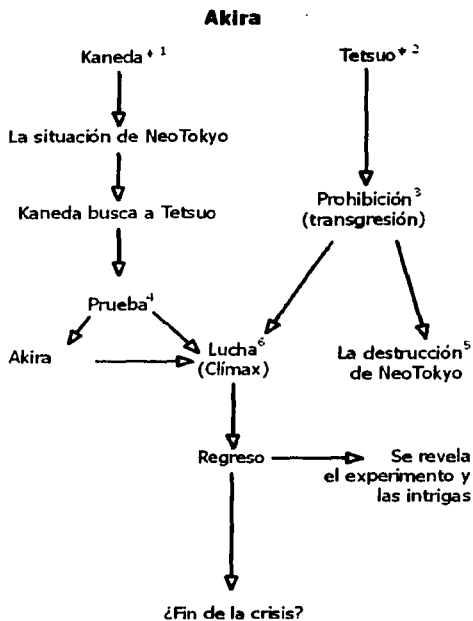 Akira
Kaneda * 1
Tetsuo * 2
La situación de NeoTokyo
Kaneda busca a Tetsuo
Prohibición3
(transgresión)
Prueba4
Akira
Lucha6
(Clímax)
La destrucción5
de NeoTokyo
Regreso
Se revela
el experimento y
las intrigas
¿Fin de la crisis?